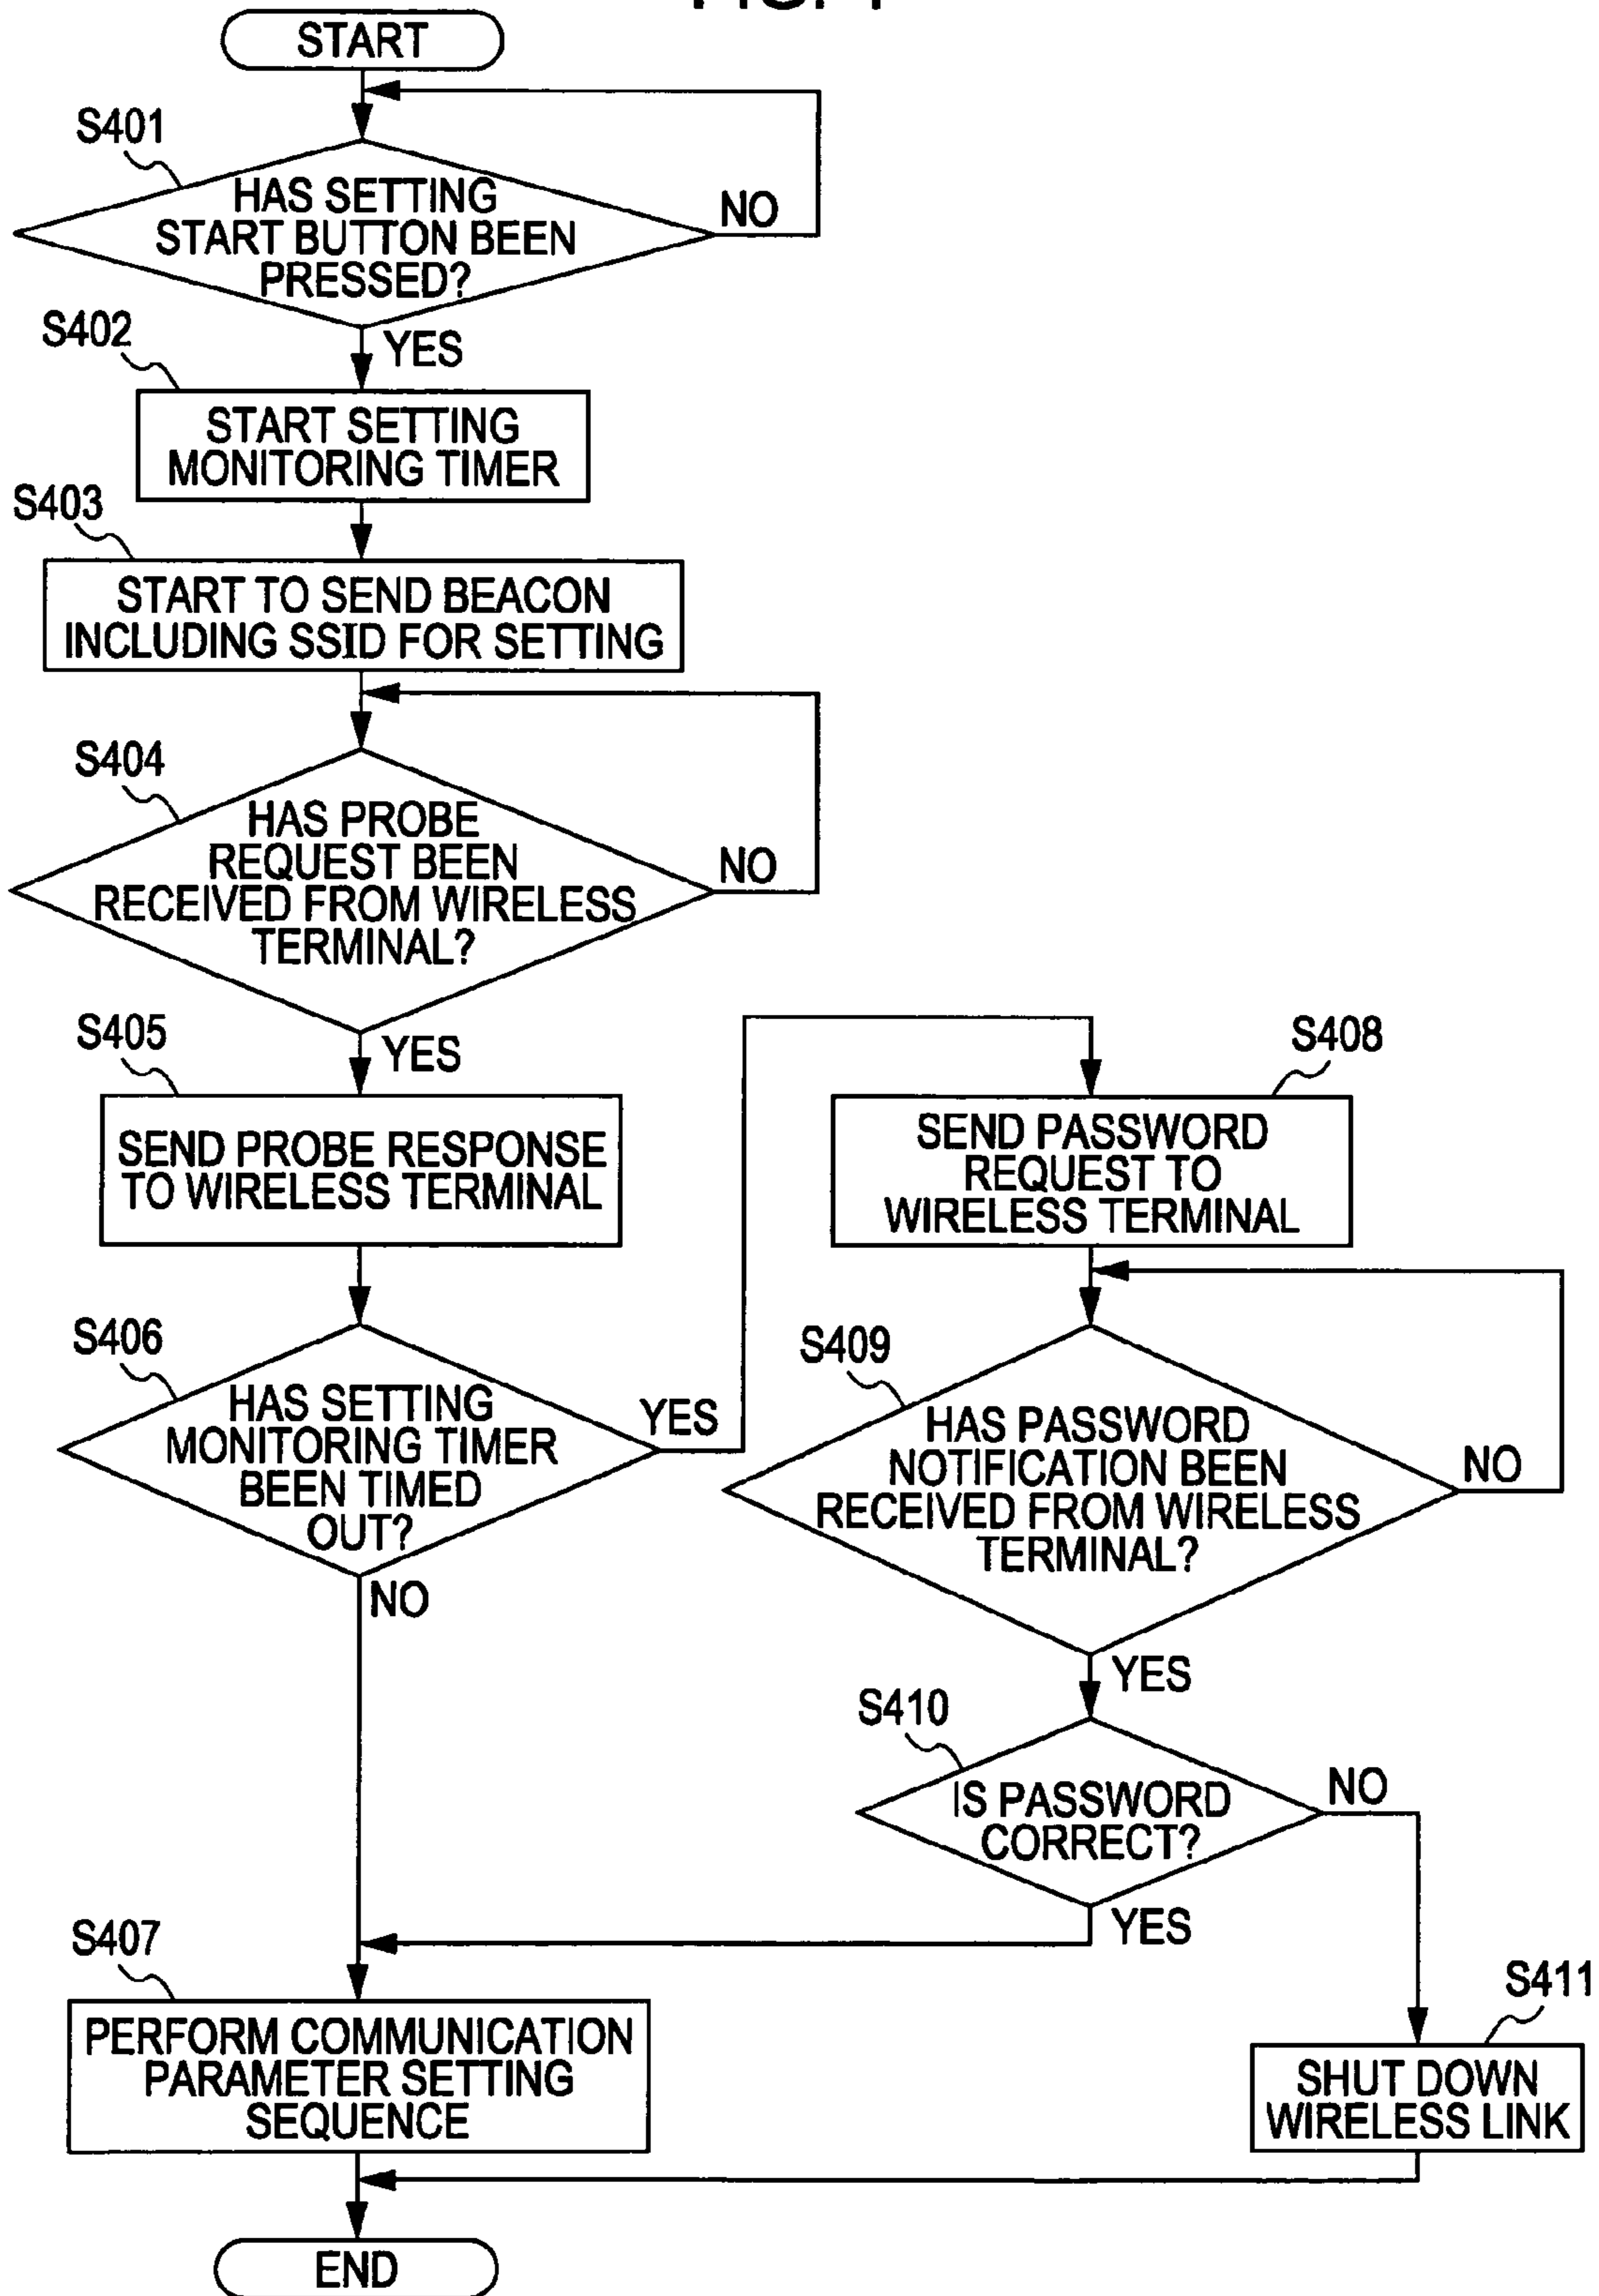 START
S401
HAS SETTING
START BUTTON BEEN
PRESSED?
NO
YES
S402
START SETTING
MONITORING TIMER
S403
START TO SEND BEACON
INCLUDING SSID FOR SETTING
S404
HAS PROBE
REQUEST BEEN
RECEIVED FROM WIRELESS
TERMINAL?
NO
YES
S405
SEND PROBE RESPONSE
TO WIRELESS TERMINAL
S406
HAS SETTING
MONITORING TIMER
BEEN TIMED
OUT?
YES
NO
S408
SEND PASSWORD
REQUEST TO
WIRELESS TERMINAL
S409
HAS PASSWORD
NOTIFICATION BEEN
RECEIVED FROM WIRELESS
TERMINAL?
NO
YES
S410
IS PASSWORD
CORRECT?
NO
YES
S407
PERFORM COMMUNICATION
PARAMETER SETTING
SEQUENCE
S411
SHUT DOWN
WIRELESS LINK
END